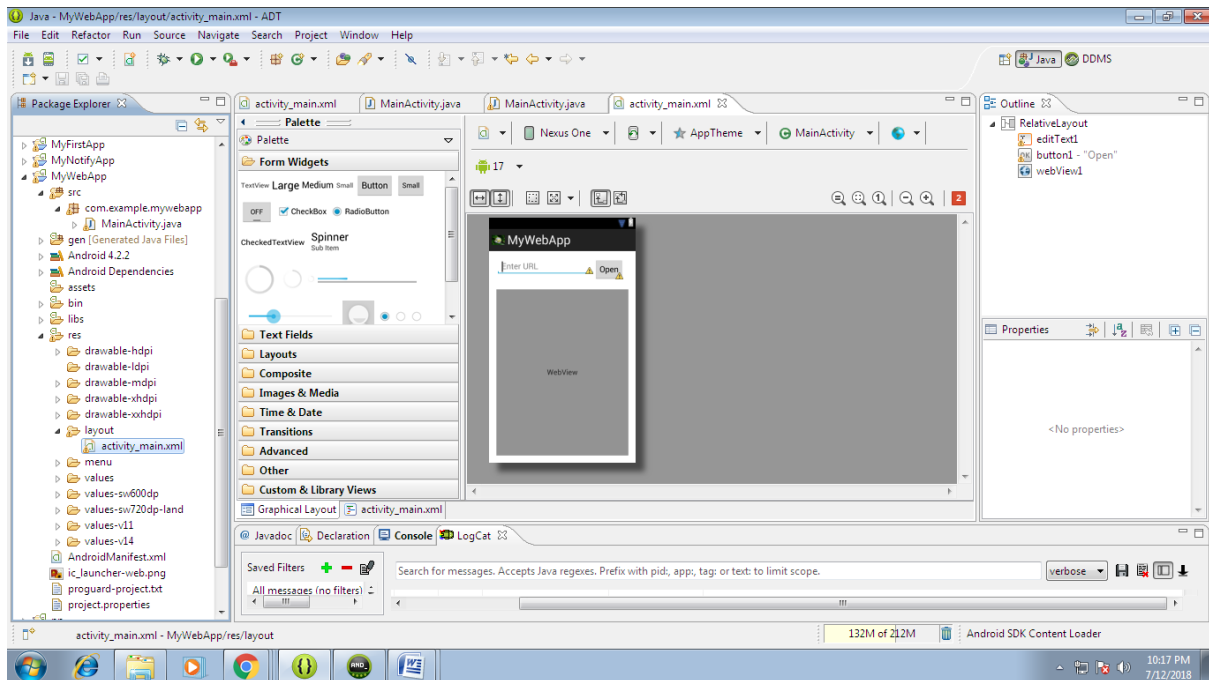 Java - MyWebApp/res/layout/activity_main.xml - ADT
File Edit Refactor Run Source Navigate Search Project Window Help
Java DDMS
Package Explorer
MyFirstApp
MyNotifyApp
MyWebApp
src
com.example.mywebapp
MainActivity.java
gen [Generated Java Files]
Android 4.2.2
Android Dependencies
assets
bin
libs
res
drawable-hdpi
drawable-ldpi
drawable-mdpi
drawable-xhdpi
drawable-xxhdpi
layout
activity_main.xml
menu
values
values-sw600dp
values-sw720dp-land
values-v11
values-v14
AndroidManifest.xml
ic_launcher-web.png
proguard-project.txt
project.properties
activity_main.xml MainActivity.java MainActivity.java activity_main.xml
Palette
Palette
Form Widgets
TextView Large Medium Small Button Small
OFF CheckBox RadioButton
CheckedTextView Spinner
Sub Item
Text Fields
Layouts
Composite
Images & Media
Time & Date
Transitions
Advanced
Other
Custom & Library Views
Graphical Layout activity_main.xml
Nexus One AppTheme MainActivity
17
2
MyWebApp
Enter URL Open
WebView
Outline
RelativeLayout
editText1
button1 - "Open"
webView1
Properties
<No properties>
@ Javadoc Declaration Console LogCat
Saved Filters
Search for messages. Accepts Java regexes. Prefix with pid:, app:, tag: or text: to limit scope.
verbose
All messages (no filters)
activity_main.xml - MyWebApp/res/layout
132M of 212M
Android SDK Content Loader
10:17 PM
7/12/2018